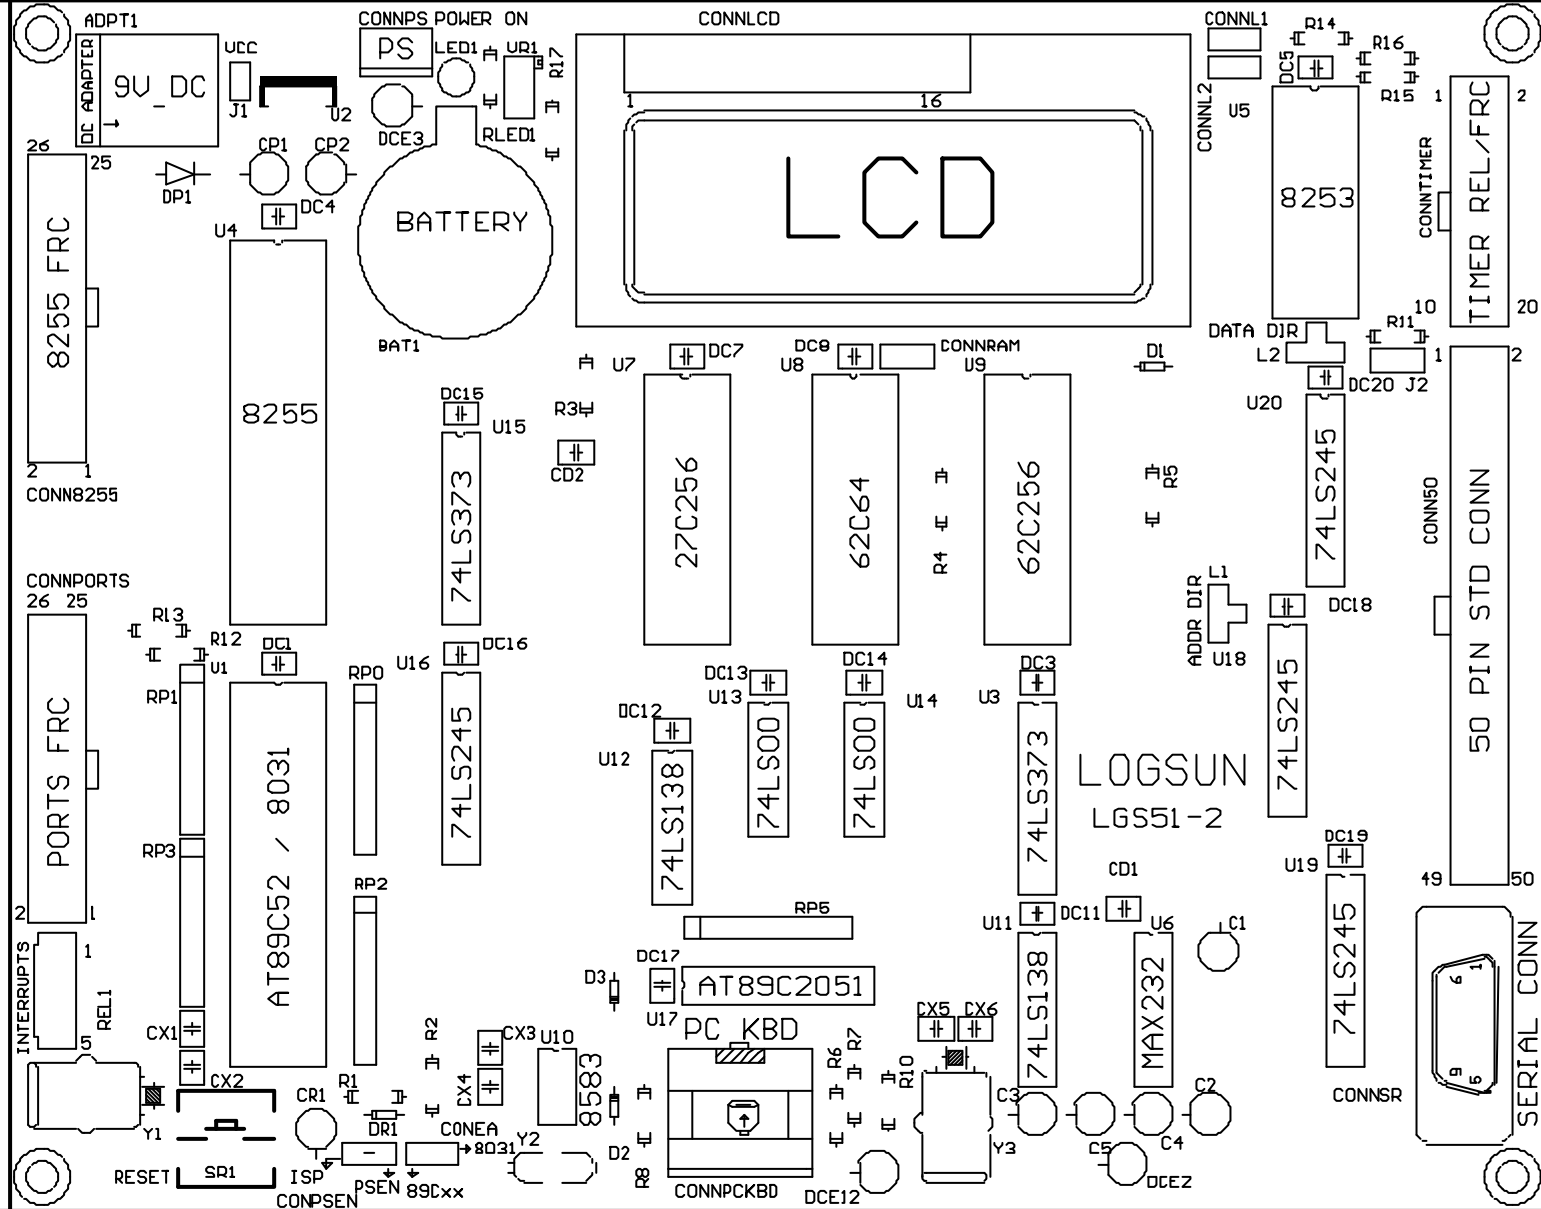 ADPT1
CONNPS POWER ON
CONNLCD
CONNL1
R14
DC ADAPTER
9V_DC
VCC
J1
U2
PS
LED1
VR1
R17
DCE3
RLED1
1
16
CONNL2
U5
DC5
R16
R15
1
2
26
25
CP1
CP2
DP1
DC4
U4
BATTERY
BAT1
LCD
8253
CONNTIMER
TIMER REL/FRC
10
20
8255 FRC
2
1
CONN8255
8255
DC15
U15
74LS373
R3
CD2
U7
DC7
27C256
DC8
U8
CONNRAM
62C64
R4
U9
62C256
D1
R5
DATA DIR
L2
R11
DC20
J2
U20
74LS245
1
2
CONN50
50 PIN STD CONN
49
50
L1
ADDR DIR
U18
DC18
74LS245
CONNPORTS
26
25
R13
R12
U1
DC1
RP0
RP1
PORTS FRC
RP3
2
1
AT89C52 / 8031
RP2
U16
DC16
74LS245
DC12
U12
74LS138
DC13
U13
74LS00
DC14
U14
74LS00
DC3
U3
74LS373
LOGSUN
LGS51-2
CD1
DC19
U19
74LS245
RP5
U11
DC11
74LS138
U6
MAX232
C1
INTERRUPTS
1
5
REL1
CX1
CX2
Y1
RESET
SR1
CR1
R1
DR1
ISP
CONPSEN
PSEN
89Cxx
CONEA
8031
R2
CX3
CX4
U10
8583
Y2
D3
D2
DC17
U17
AT89C2051
PC KBD
R8
CONNPCKBD
R6
R7
R10
DCE12
CX5
CX6
Y3
C3
C5
C4
C2
DCE2
CONNSR
6
1
9
5
SERIAL CONN